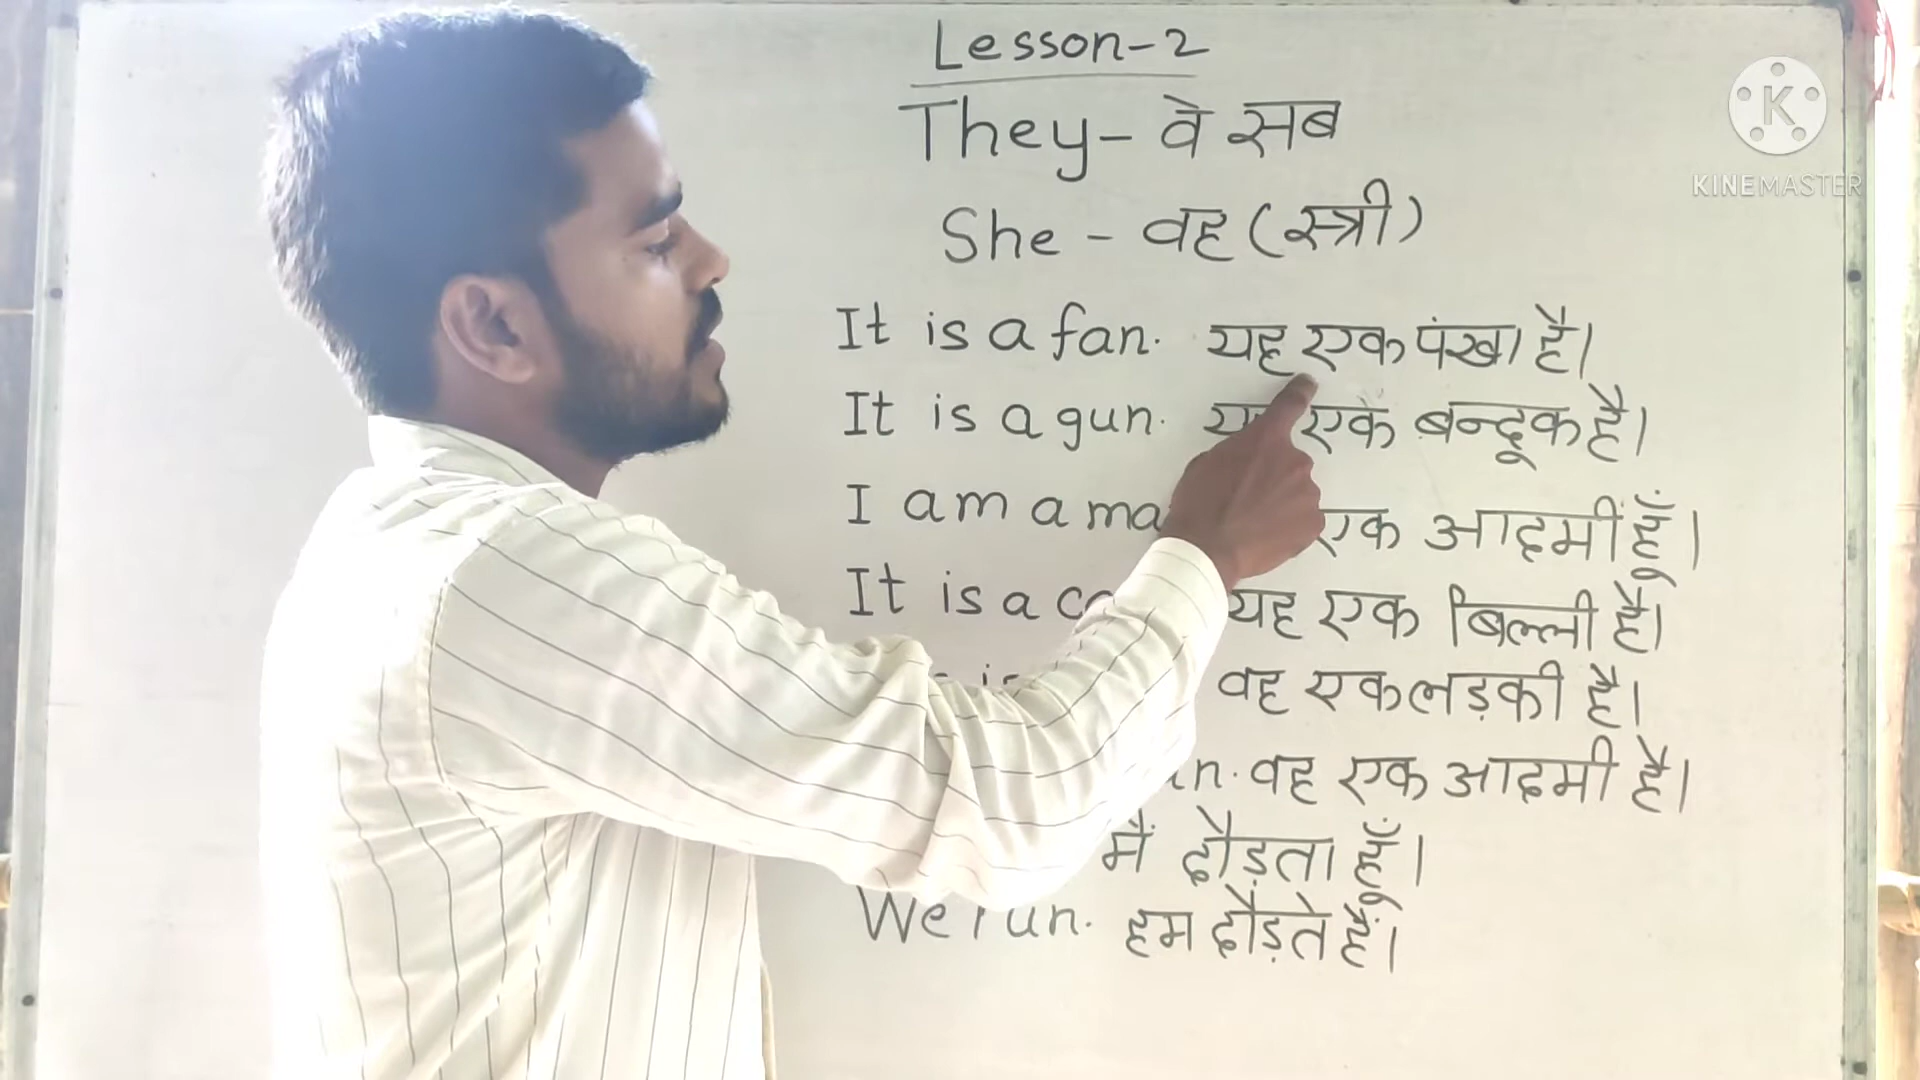 Lesson-2
They - वे सब
She - वह (स्त्री)
It is a fan. यह एक पंखा है।
It is a gun. एक बन्दूक है।
I am a एक आदमीं हूँ।
It is a यह एक बिल्ली है।
is वह एक लड़की है।
वह एक आदमी है।
मैं दौड़ता हूँ।
We run. हम दौड़ते हैं।
KINEMASTER